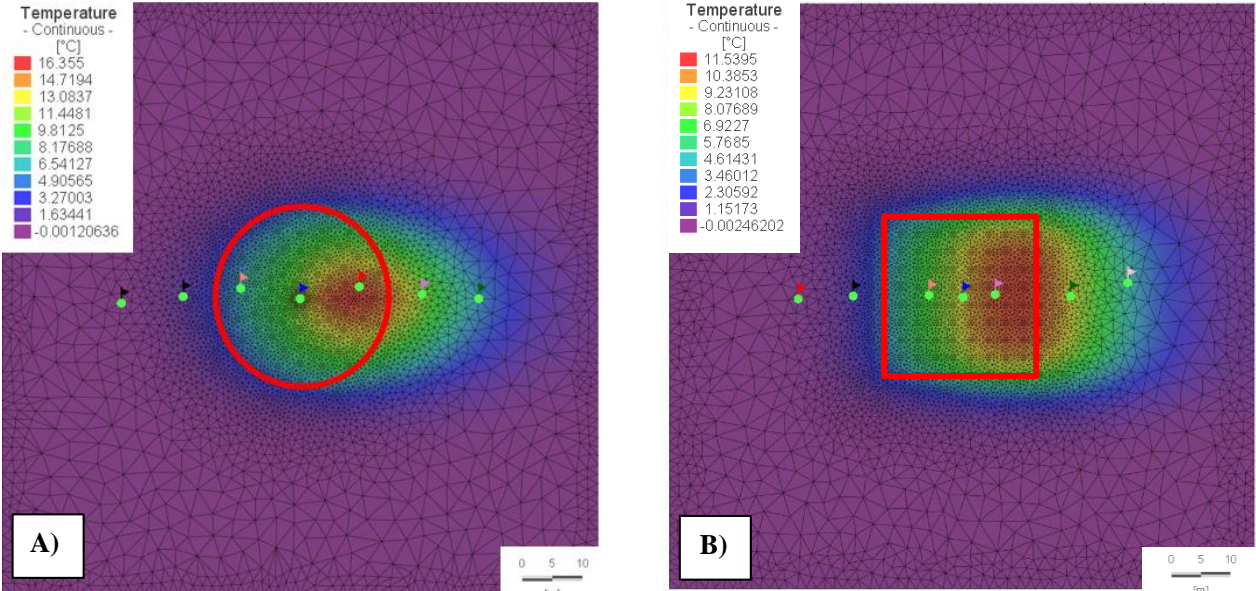 Temperature
- Continuous -
[°C]
16.355
14.7194
13.0837
11.4481
9.8125
8.17688
6.54127
4.90565
3.27003
1.63441
-0.00120636
A)
0 5 10
Temperature
- Continuous -
[°C]
11.5395
10.3853
9.23108
8.07689
6.9227
5.7685
4.61431
3.46012
2.30592
1.15173
-0.00246202
B)
0 5 10
[m]